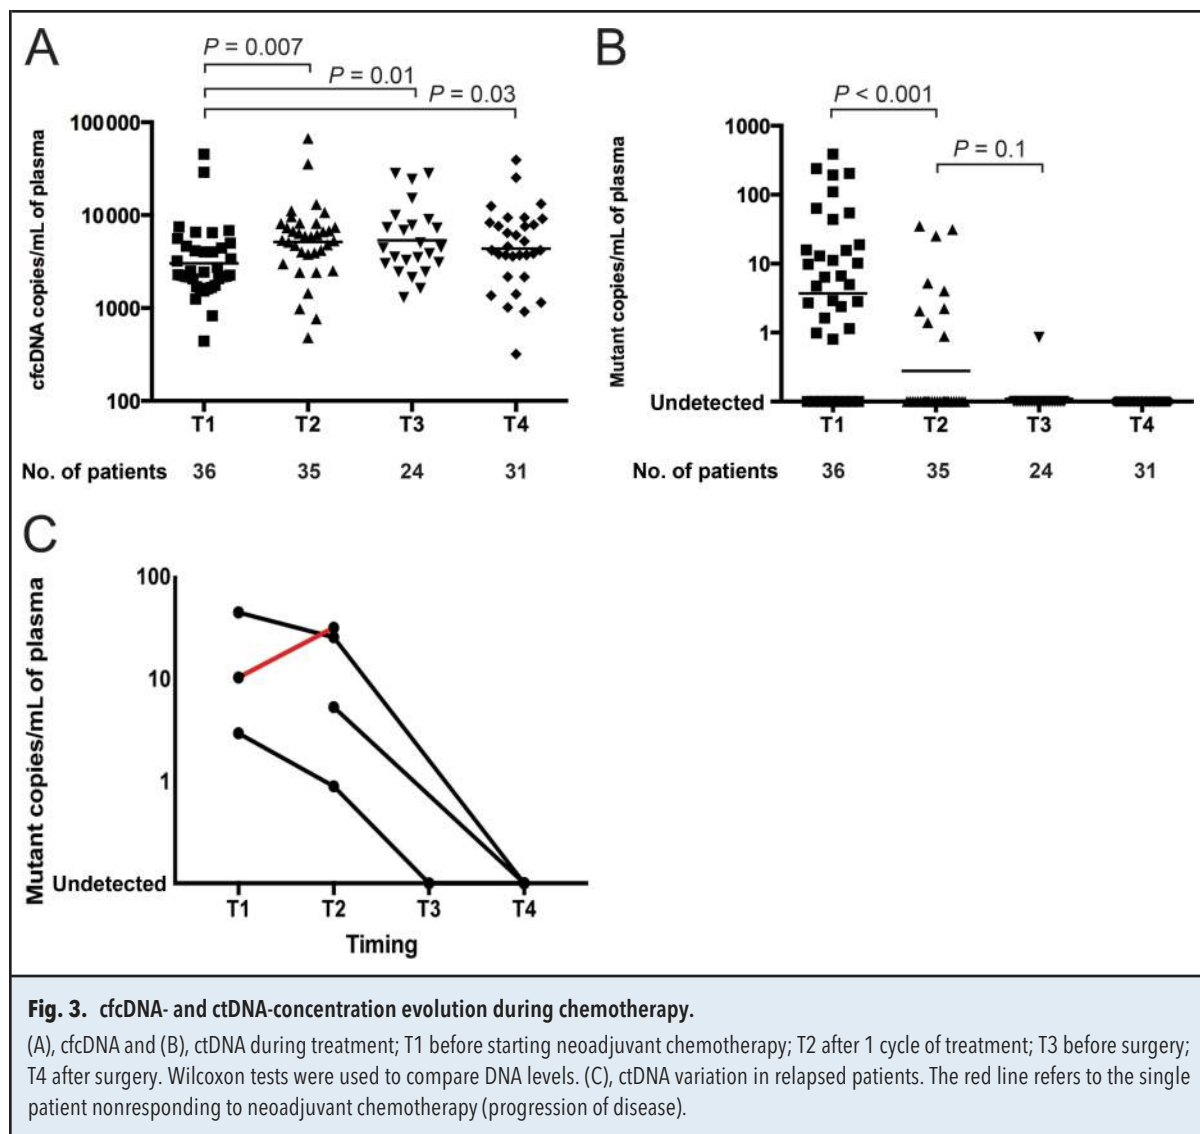 A
P = 0.007
P = 0.01
P = 0.03
cfcDNA copies/mL of plasma
100000
10000
1000
100
T1 T2 T3 T4
No. of patients 36 35 24 31
B
P < 0.001
P = 0.1
Mutant copies/mL of plasma
1000
100
10
1
Undetected
T1 T2 T3 T4
No. of patients 36 35 24 31
C
Mutant copies/mL of plasma
100
10
1
Undetected
T1 T2 T3 T4
Timing
Fig. 3. cfcDNA- and ctDNA-concentration evolution during chemotherapy.
(A), cfcDNA and (B), ctDNA during treatment; T1 before starting neoadjuvant chemotherapy; T2 after 1 cycle of treatment; T3 before surgery;
T4 after surgery. Wilcoxon tests were used to compare DNA levels. (C), ctDNA variation in relapsed patients. The red line refers to the single
patient nonresponding to neoadjuvant chemotherapy (progression of disease).